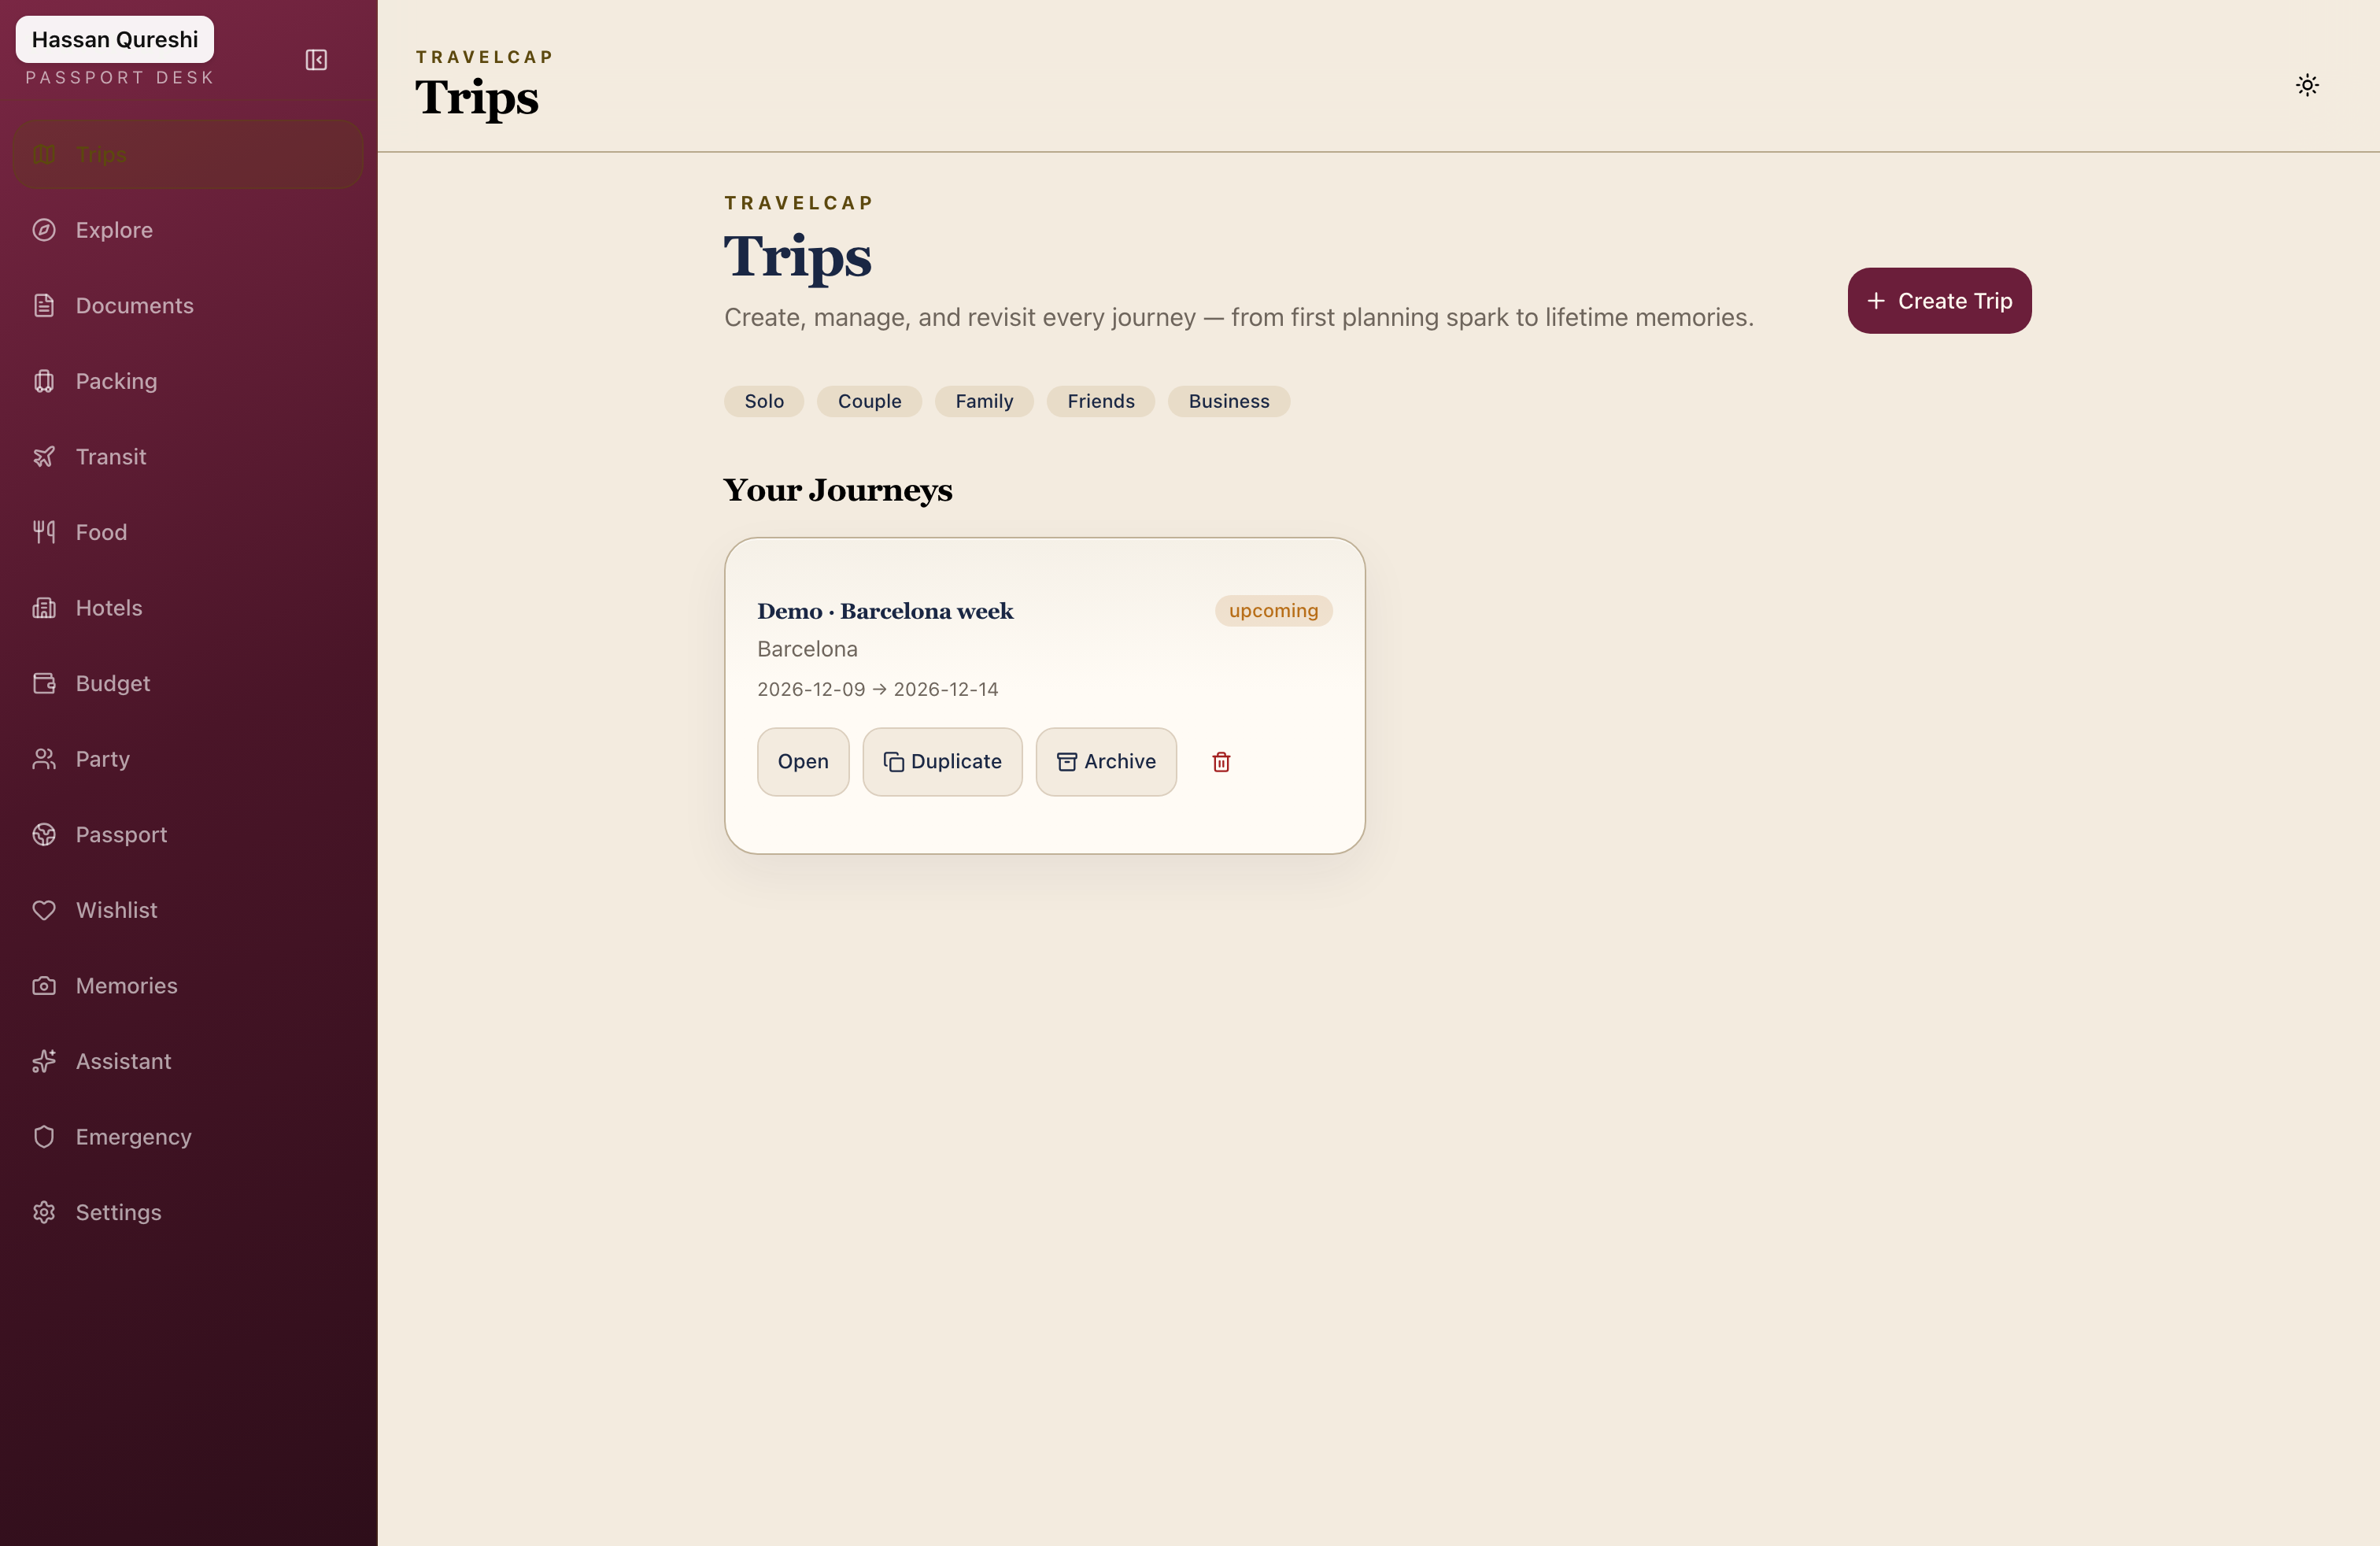 Hassan Qureshi
PASSPORT DESK
Trips
Explore
Documents
Packing
Transit
Food
Hotels
Budget
Party
Passport
Wishlist
Memories
Assistant
Emergency
Settings
TRAVELCAP
Trips
TRAVELCAP
Trips
Create, manage, and revisit every journey — from first planning spark to lifetime memories.
Create Trip
Solo Couple Family Friends Business
Your Journeys
Demo · Barcelona week upcoming
Barcelona
2026-12-09 → 2026-12-14
Open Duplicate Archive